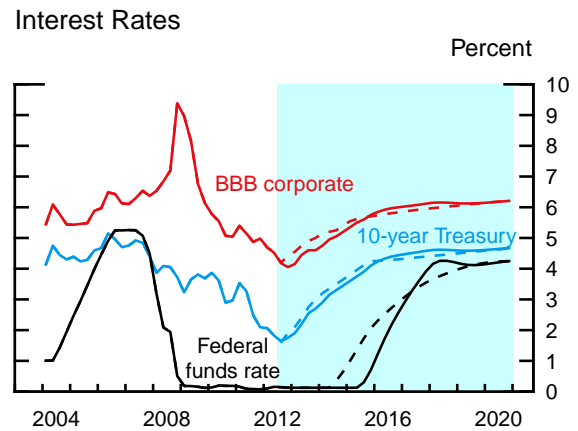 Interest Rates
Percent
10
9
8
7
6
5
4
3
2
1
0
BBB corporate
10-year Treasury
Federal
funds rate
2004 2008 2012 2016 2020